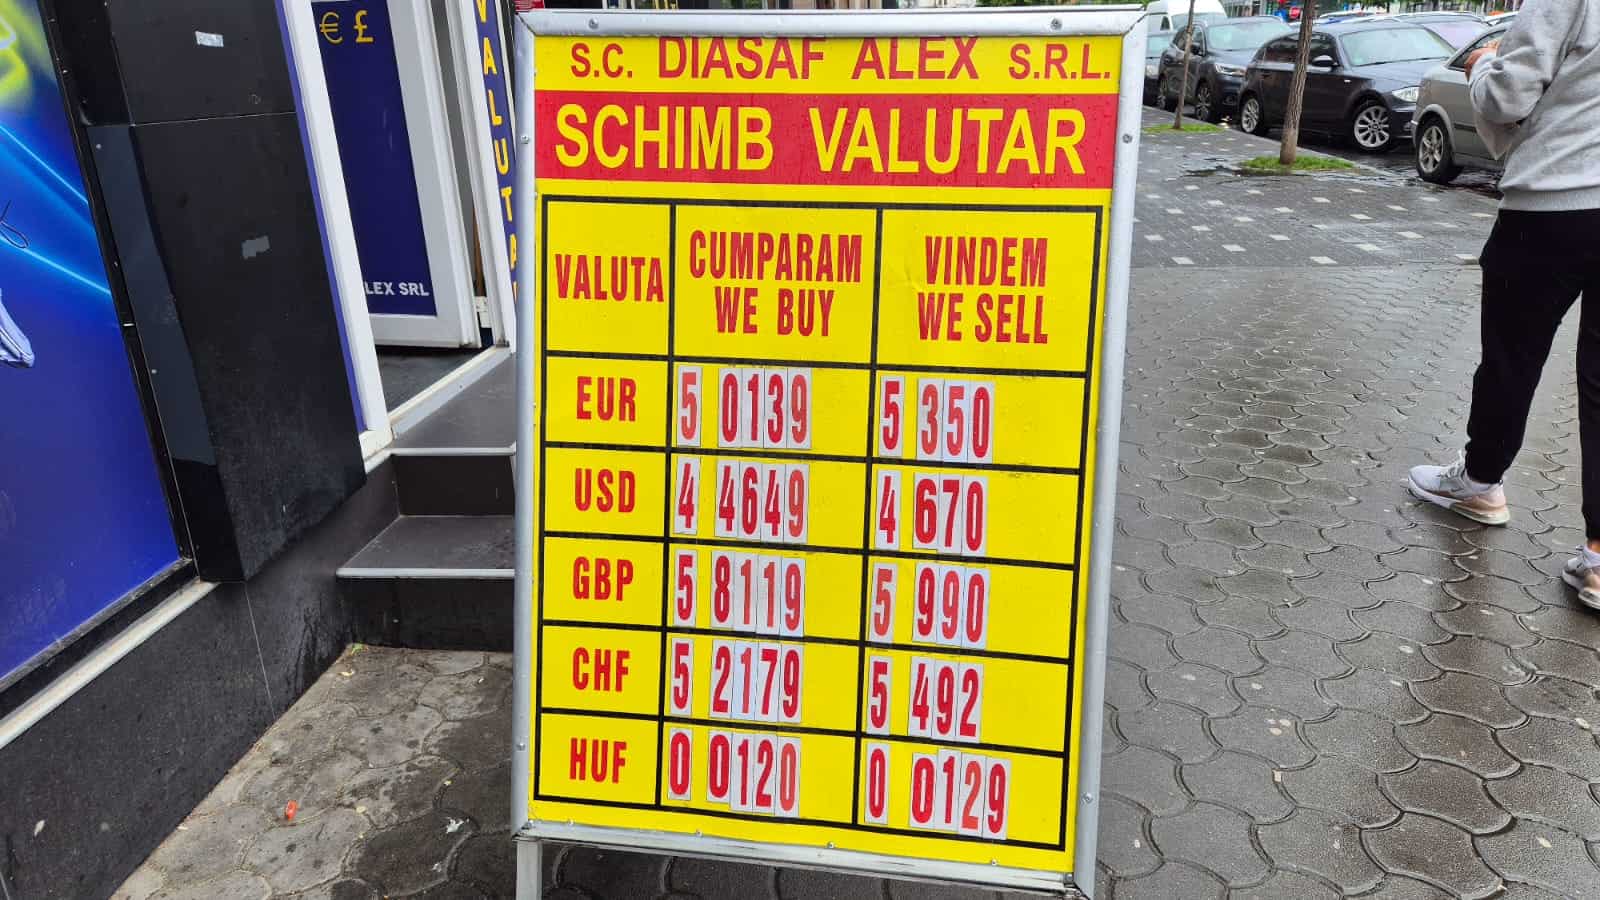 € £
VALUTA
LEX SRL
S.C. DIASAF ALEX S.R.L.
SCHIMB VALUTAR
VALUTA CUMPARAM WE BUY VINDEM WE SELL
EUR 5 0139 5 350
USD 4 4649 4 670
GBP 5 8119 5 990
CHF 5 2179 5 492
HUF 0 0120 0 0129